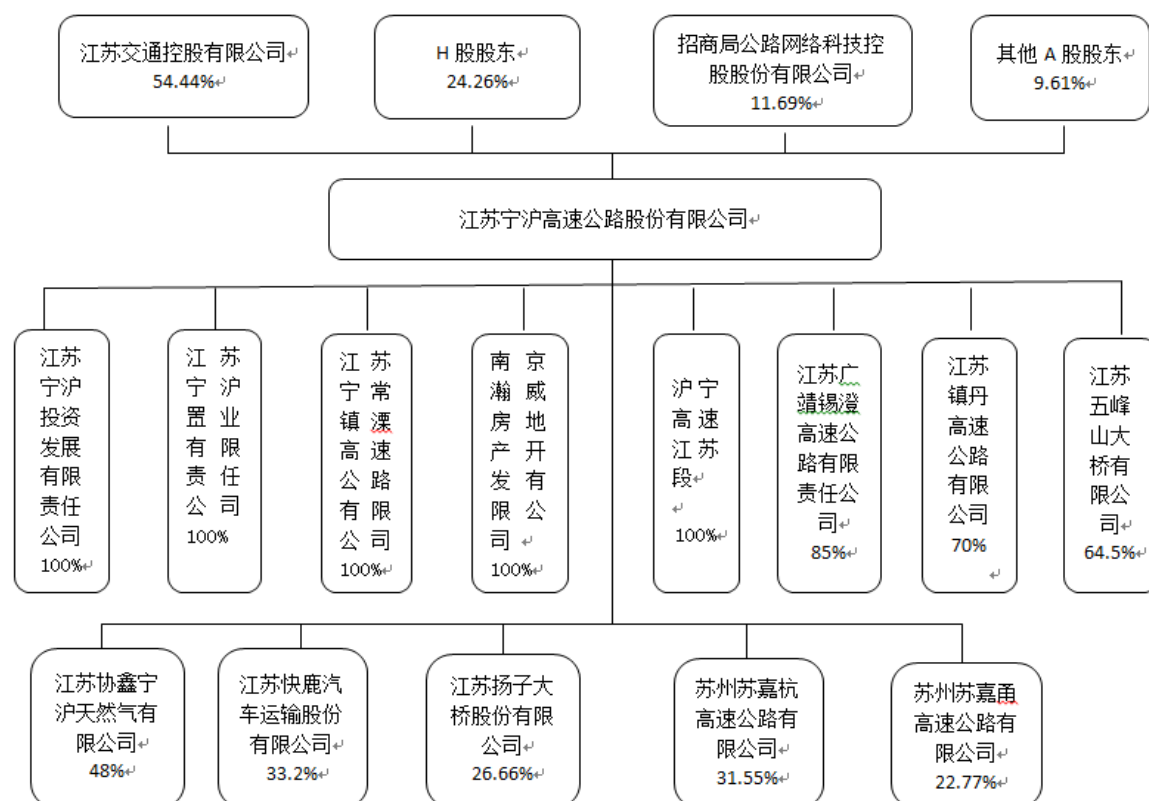 江苏交通控股有限公司
54.44%
H 股股东
24.26%
招商局公路网络科技控
股股份有限公司
11.69%
其他 A 股股东
9.61%
江苏宁沪高速公路股份有限公司
江苏
宁沪
投资
发展
有限
责任
公司
100%
江 苏
宁 沪
置 业
有 限
责 任
公 司
100%
江 苏
宁 常
镇 溧
高 速
公 路
有 限
公 司
100%
南 京
瀚 威
房 地
产 开
发 有
限 公
司
100%
沪 宁
高 速
江 苏
段
100%
江苏广
靖锡澄
高速公
路有限
责任公
司
85%
江苏
镇丹
高速
公路
有限
公司
70%
江苏
五峰
山大
桥有
限公
司
64.5%
江苏协鑫宁
沪天然气有
限公司
48%
江苏快鹿汽
车运输股份
有限公司
33.2%
江苏扬子大
桥股份有限
公司
26.66%
苏州苏嘉杭
高速公路有
限公司
31.55%
苏州苏嘉甬
高速公路有
限公司
22.77%